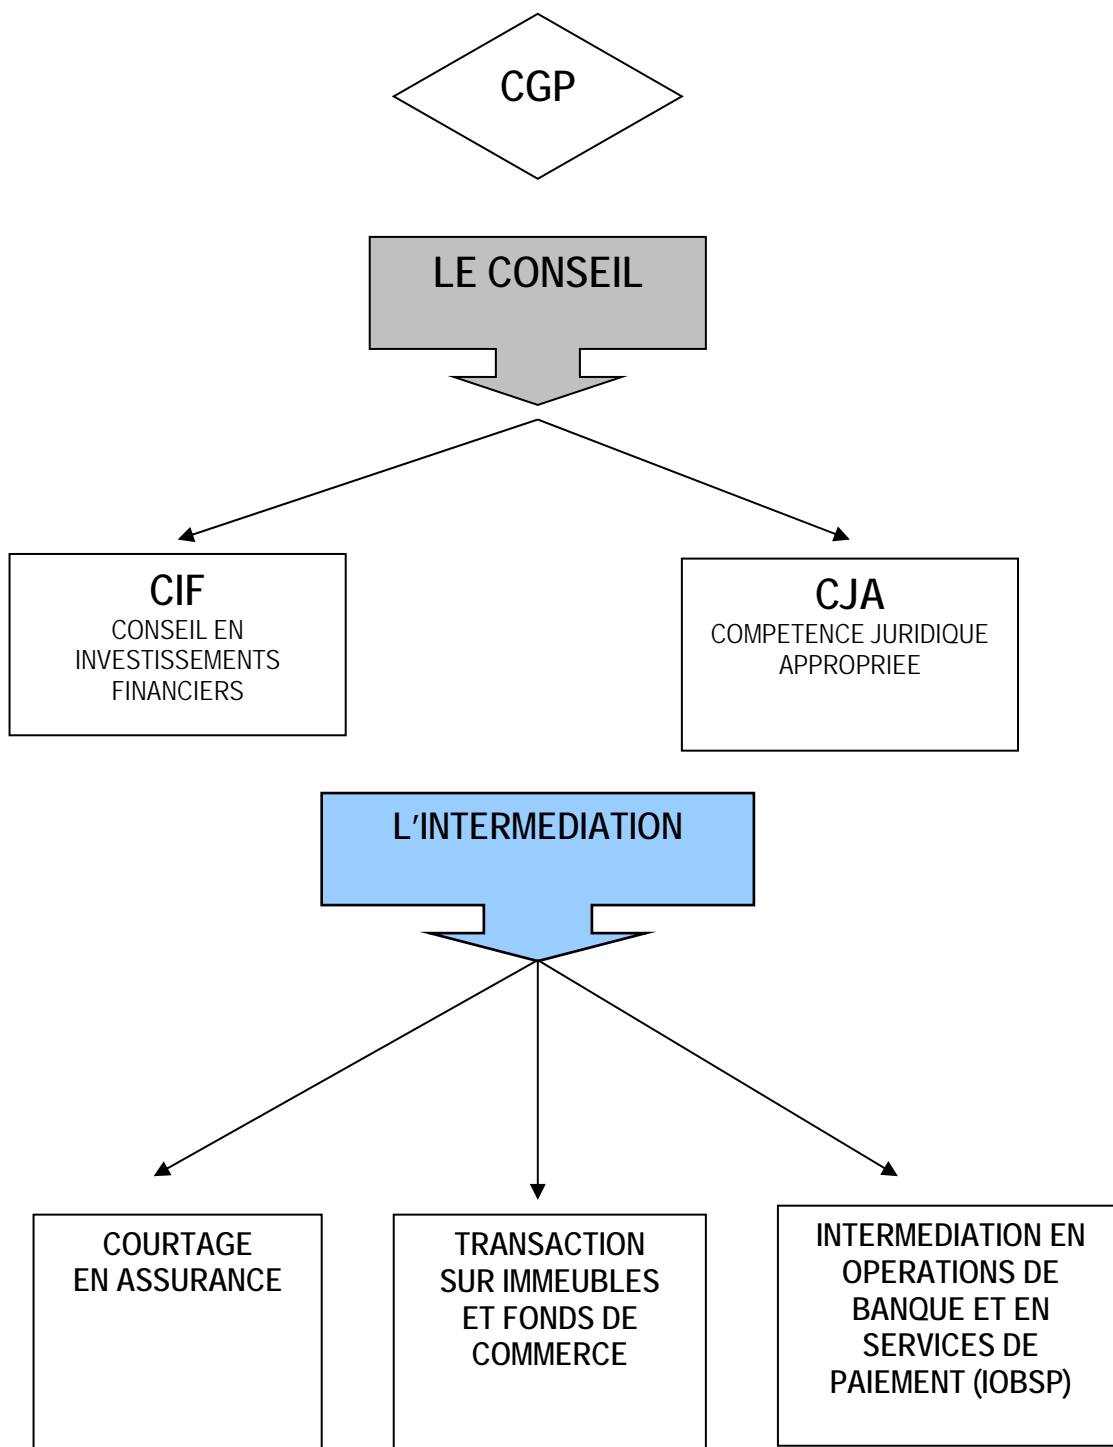 CGP
LE CONSEIL
CIF
CONSEIL EN
INVESTISSEMENTS
FINANCIERS
CJA
COMPETENCE JURIDIQUE
APPROPRIEE
L’INTERMEDIATION
COURTAGE
EN ASSURANCE
TRANSACTION
SUR IMMEUBLES
ET FONDS DE
COMMERCE
INTERMEDIATION EN
OPERATIONS DE
BANQUE ET EN
SERVICES DE
PAIEMENT (IOBSP)